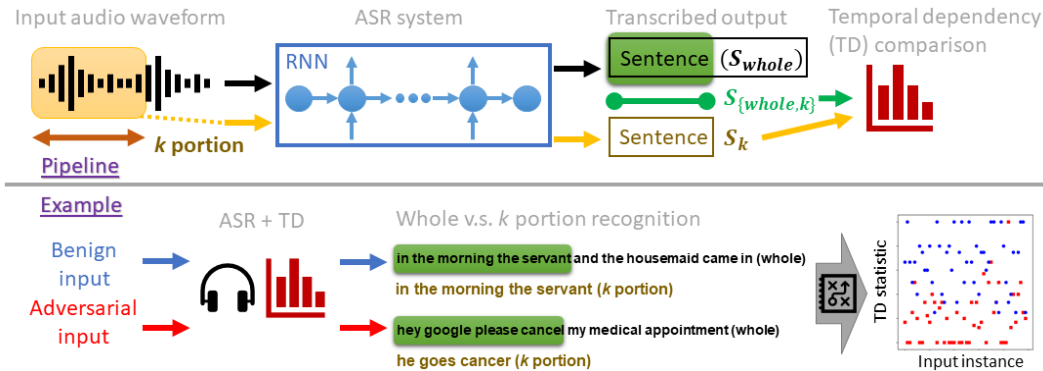 Input audio waveform
ASR system
Transcribed output
Temporal dependency
(TD) comparison
RNN
Sentence (S_whole)
S_{whole,k}
k portion
Sentence S_k
Pipeline
Example
ASR + TD
Whole v.s. k portion recognition
Benign
input
in the morning the servant and the housemaid came in (whole)
in the morning the servant (k portion)
Adversarial
input
hey google please cancel my medical appointment (whole)
he goes cancer (k portion)
TD statistic
Input instance